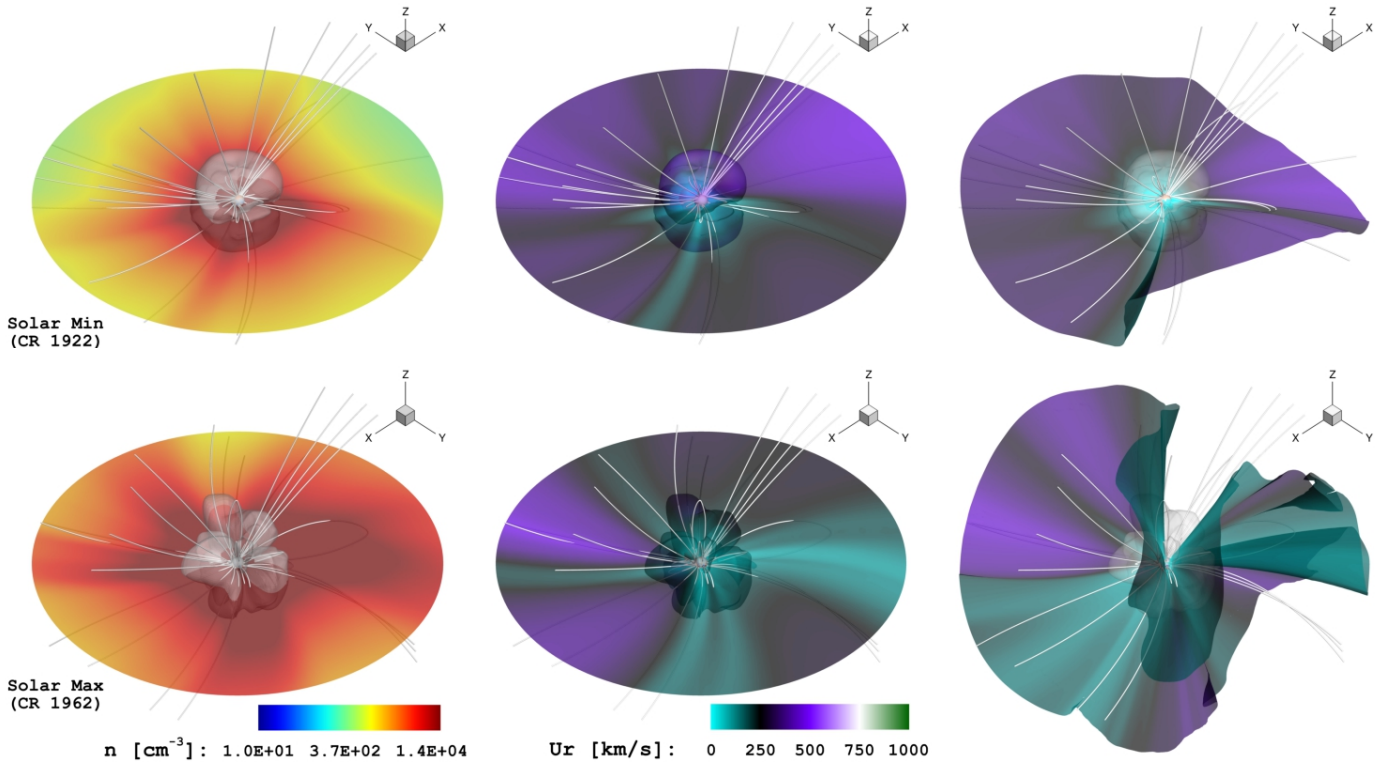 Z
Y X
Z
Y X
Z
Y X
Solar Min
(CR 1922)
Z
X Y
Z
X Y
Z
X Y
Solar Max
(CR 1962)
n [cm⁻³]: 1.0E+01 3.7E+02 1.4E+04
Ur [km/s]: 0 250 500 750 1000